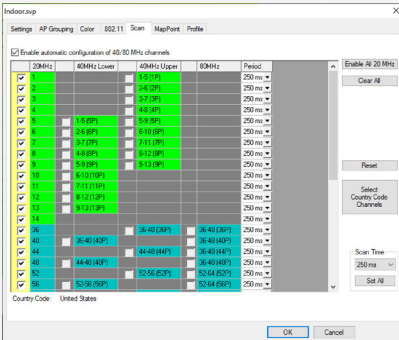 Indoor.svp
Settings AP Grouping Color 802.11 Scan MapPoint Profile
Enable automatic configuration of 40/80 MHz channels
20MHz 40MHz Lower 40MHz Upper 80MHz Period
Enable All 20 MHz
1 1-5 (1P) 250 ms
Clear All
2 2-6 (2P) 250 ms
3 3-7 (3P) 250 ms
4 4-8 (4P) 250 ms
5 1-5 (5P) 5-9 (5P) 250 ms
6 2-6 (6P) 6-10 (6P) 250 ms
7 3-7 (7P) 7-11 (7P) 250 ms
8 4-8 (8P) 8-12 (8P) 250 ms
9 5-9 (9P) 9-13 (9P) 250 ms
Reset
10 6-10 (10P) 250 ms
11 7-11 (11P) 250 ms
Select
Country Code
Channels
12 8-12 (12P) 250 ms
13 9-13 (13P) 250 ms
14 250 ms
36 36-40 (36P) 36-48 (36P) 250 ms
40 36-40 (40P) 36-48 (40P) 250 ms
44 44-48 (44P) 36-48 (44P) 250 ms
Scan Time
48 44-48 (48P) 36-48 (48P) 250 ms
250 ms
52 52-56 (52P) 52-64 (52P) 250 ms
Set All
56 52-56 (56P) 52-64 (56P) 250 ms
Country Code: United States
OK Cancel